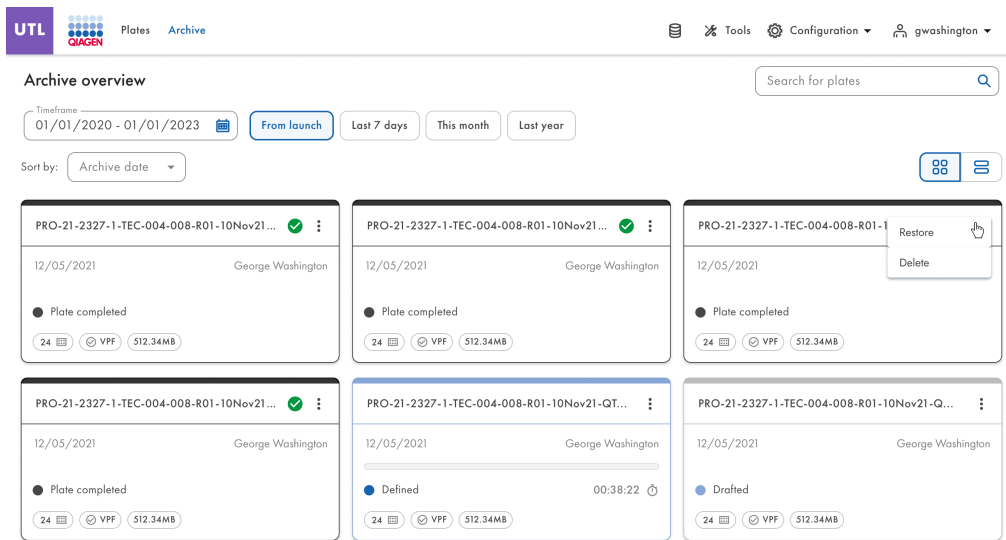 UTL QIAGEN Plates Archive Tools Configuration gwashington
Archive overview Search for plates
Timeframe
01/01/2020 - 01/01/2023 From launch Last 7 days This month Last year
Sort by: Archive date
PRO-21-2327-1-TEC-004-008-R01-10Nov21...
12/05/2021 George Washington
Plate completed
24 VPF 512.34MB
PRO-21-2327-1-TEC-004-008-R01-10Nov21...
12/05/2021 George Washington
Plate completed
24 VPF 512.34MB
PRO-21-2327-1-TEC-004-008-R01-1
Restore
Delete
12/05/2021
Plate completed
24 VPF 512.34MB
PRO-21-2327-1-TEC-004-008-R01-10Nov21...
12/05/2021 George Washington
Plate completed
24 VPF 512.34MB
PRO-21-2327-1-TEC-004-008-R01-10Nov21-QT...
12/05/2021 George Washington
Defined 00:38:22
24 VPF 512.34MB
PRO-21-2327-1-TEC-004-008-R01-10Nov21-Q...
12/05/2021 George Washington
Drafted
24 VPF 512.34MB